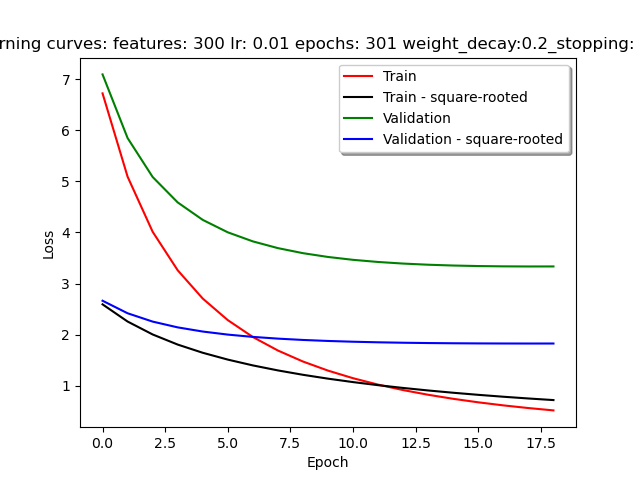 rning curves: features: 300 lr: 0.01 epochs: 301 weight_decay:0.2_stopping:
Train
Train - square-rooted
Validation
Validation - square-rooted
7
6
5
4
3
2
1
Loss
0.0 2.5 5.0 7.5 10.0 12.5 15.0 17.5
Epoch